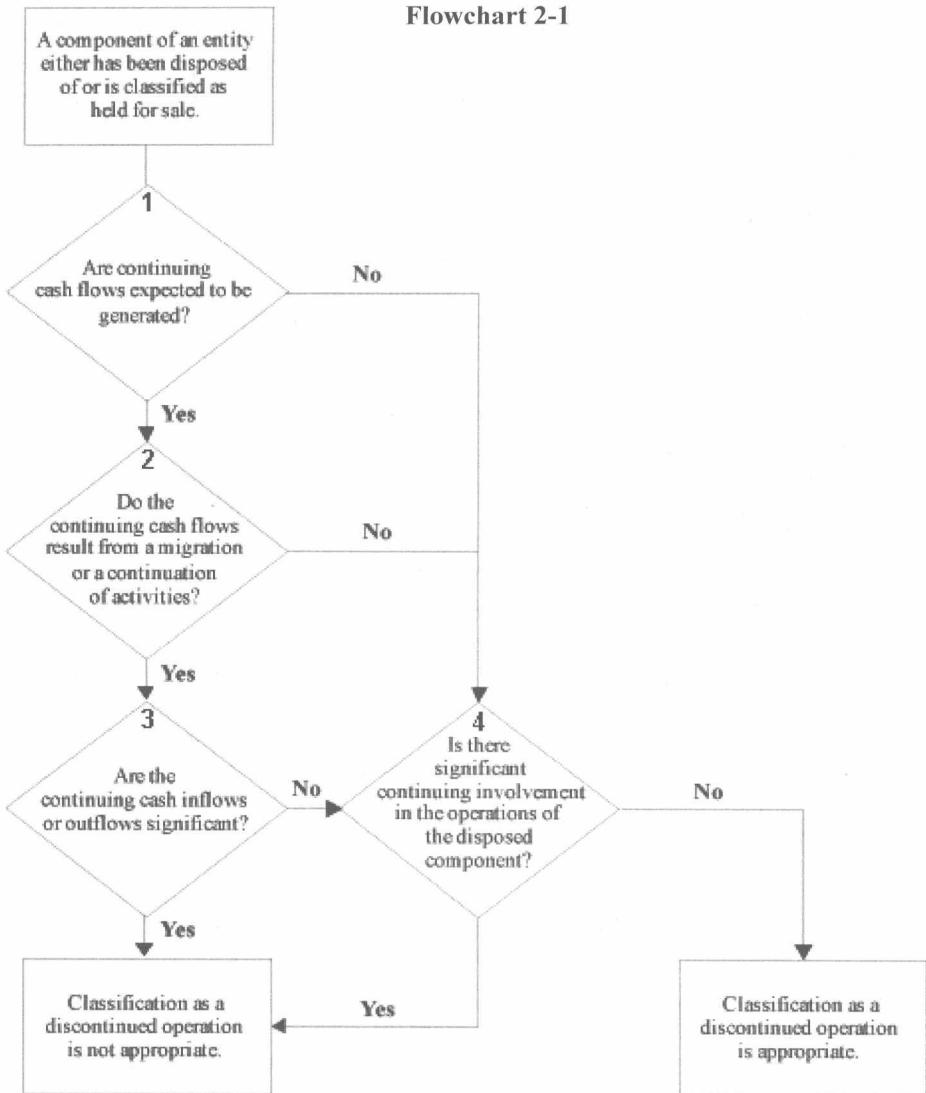 Flowchart 2-1
A component of an entity
either has been disposed
of or is classified as
held for sale.
1
Are continuing
cash flows expected to be
generated?
No
Yes
2
Do the
continuing cash flows
result from a migration
or a continuation
of activities?
No
Yes
3
Are the
continuing cash inflows
or outflows significant?
No
4
Is there
significant
continuing involvement
in the operations of
the disposed
component?
No
Yes
Yes
Classification as a
discontinued operation
is not appropriate.
Classification as a
discontinued operation
is appropriate.